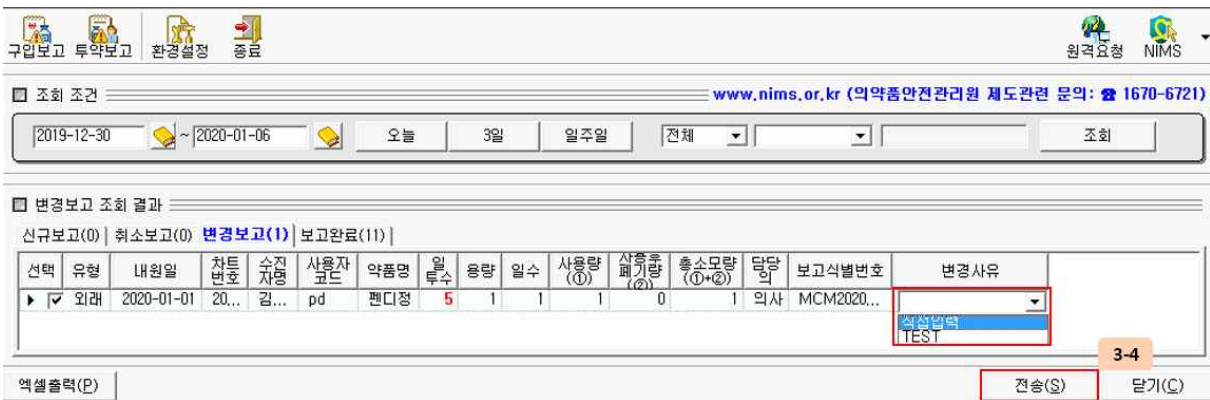 구입보고 투약보고 환경설정 종료 원격요청 NIMS
조회 조건 www.nims.or.kr (의약품안전관리원 제도관련 문의: ☎ 1670-6721)
2019-12-30 ~ 2020-01-06 오늘 3일 일주일 전체 조회
변경보고 조회 결과
신규보고(0) 취소보고(0) 변경보고(1) 보고완료(11)
선택 유형 내원일 차트번호 수진자명 사용자코드 약품명 일투수 용량 일수 사용량(①) 사용후폐기량(②) 총소모량(①+②) 담당의 보고식별번호 변경사유
외래 2020-01-01 20... 김... pd 펜디정 5 1 1 1 0 1 의사 MCM2020...
직접입력
TEST
3-4
엑셀출력(P) 전송(S) 닫기(C)